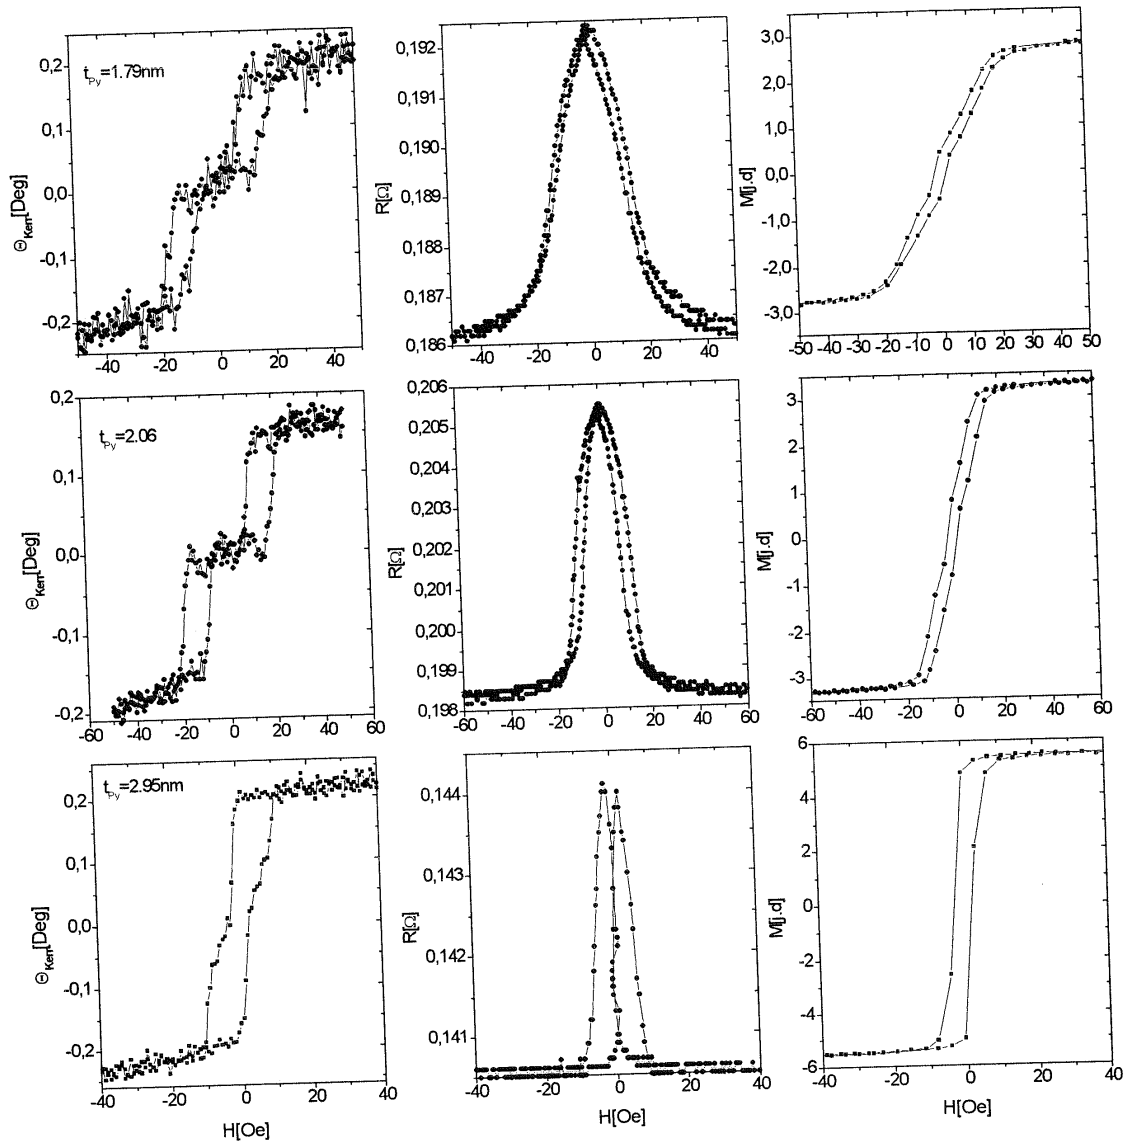 t_Py=1.79nm
Θ_Kerr[Deg]
0,2
0,1
0,0
-0,1
-0,2
-40 -20 0 20 40
R[Ω]
0,192
0,191
0,190
0,189
0,188
0,187
0,186
-40 -20 0 20 40
M[j.d]
3,0
2,0
1,0
0,0
-1,0
-2,0
-3,0
-50 -40 -30 -20 -10 0 10 20 30 40 50
t_Py=2.06
Θ_Kerr[Deg]
0,2
0,1
0,0
-0,1
-0,2
-60 -40 -20 0 20 40 60
R[Ω]
0,206
0,205
0,204
0,203
0,202
0,201
0,200
0,199
0,198
-60 -40 -20 0 20 40 60
M[j.d]
3
2
1
0
-1
-2
-3
-60 -40 -20 0 20 40 60
t_Py=2.95nm
Θ_Kerr[Deg]
0,2
0,1
0,0
-0,1
-0,2
-40 -20 0 20 40
H[Oe]
R[Ω]
0,144
0,143
0,142
0,141
-40 -20 0 20 40
H[Oe]
M[j.d]
6
4
2
0
-2
-4
-6
-40 -20 0 20 40
H[Oe]